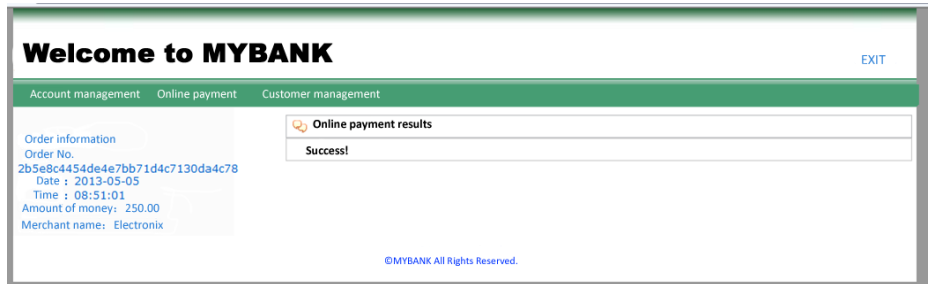 Welcome to MYBANK
EXIT
Account management Online payment Customer management
Online payment results
Success!
Order information
Order No.
2b5e8c4454de4e7bb71d4c7130da4c78
Date：2013-05-05
Time：08:51:01
Amount of money：250.00
Merchant name：Electronix
©MYBANK All Rights Reserved.